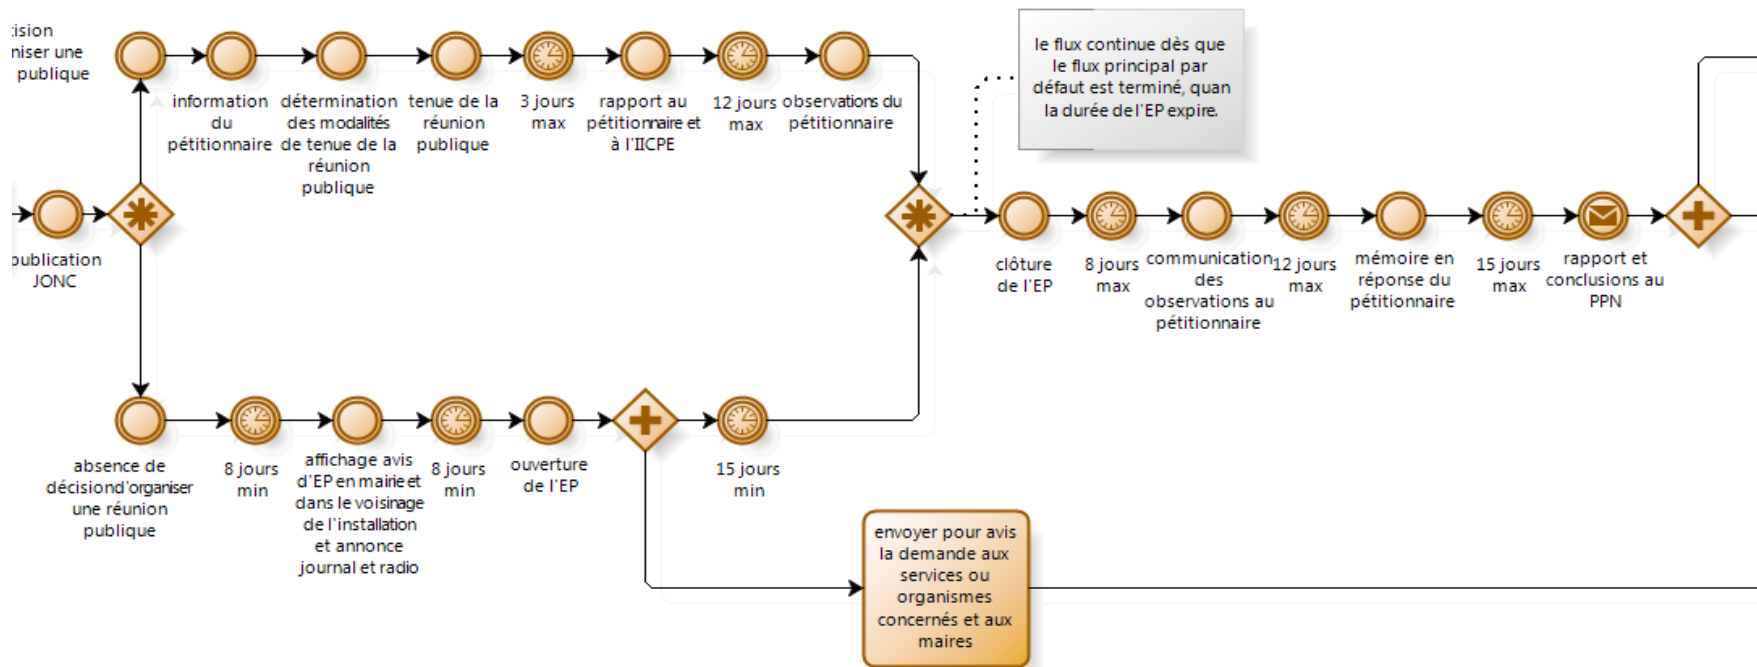 cision
niser une
publique
information
du
pétitionnaire
détermination
des modalités
de tenue de la
réunion
publique
tenue de la
réunion
publique
3 jours
max
rapport au
pétitionnaire et
à l'IICPE
12 jours
max
observations du
pétitionnaire
le flux continue dès que
le flux principal par
défaut est terminé, quan
la durée de l'EP expire.
publication
JONC
clôture
de l'EP
8 jours
max
communication
des
observations au
pétitionnaire
12 jours
max
mémoire en
réponse du
pétitionnaire
15 jours
max
rapport et
conclusions au
PPN
absence de
décision d'organiser
une réunion
publique
8 jours
min
affichage avis
d'EP en mairie et
dans le voisinage
de l'installation
et annonce
journal et radio
8 jours
min
ouverture
de l'EP
15 jours
min
envoyer pour avis
la demande aux
services ou
organismes
concernés et aux
maires